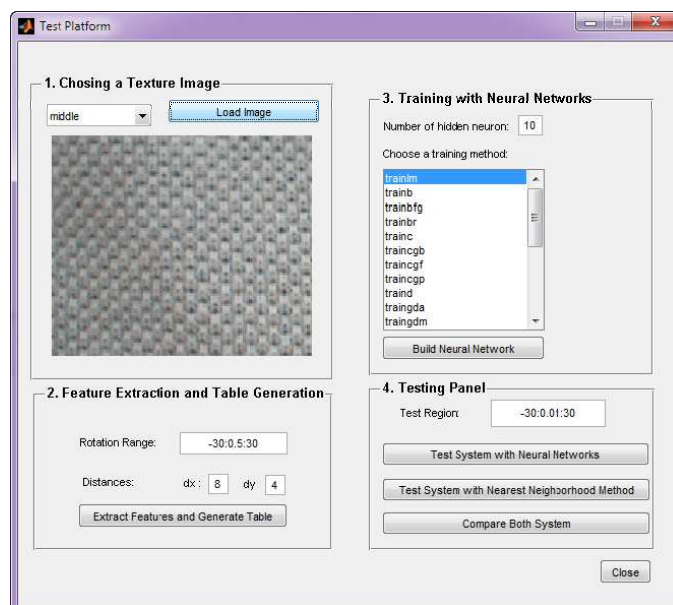 Test Platform
1. Chosing a Texture Image
middle
Load Image
2. Feature Extraction and Table Generation
Rotation Range: -30:0.5:30
Distances: dx : 8 dy 4
Extract Features and Generate Table
3. Training with Neural Networks
Number of hidden neuron: 10
Choose a training method:
trainlm
trainb
trainbfg
trainbr
trainc
traincgb
traincgf
traincgp
traind
traingda
traingdm
Build Neural Network
4. Testing Panel
Test Region: -30:0.01:30
Test System with Neural Networks
Test System with Nearest Neighborhood Method
Compare Both System
Close